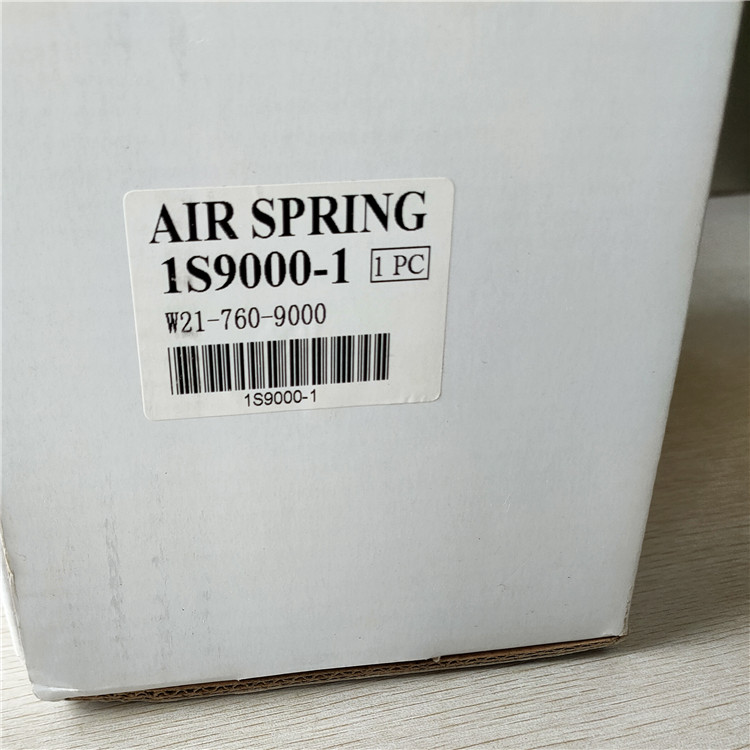 AIR SPRING
1S9000-1 1 PC
W21-760-9000
1S9000-1